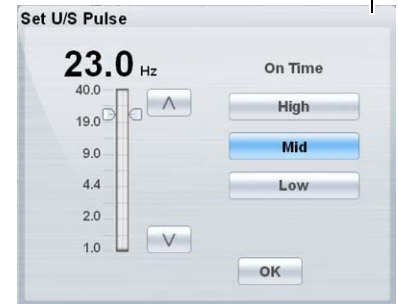 Set U/S Pulse
23.0 Hz
On Time
40.0
19.0
9.0
4.4
2.0
1.0
High
Mid
Low
OK